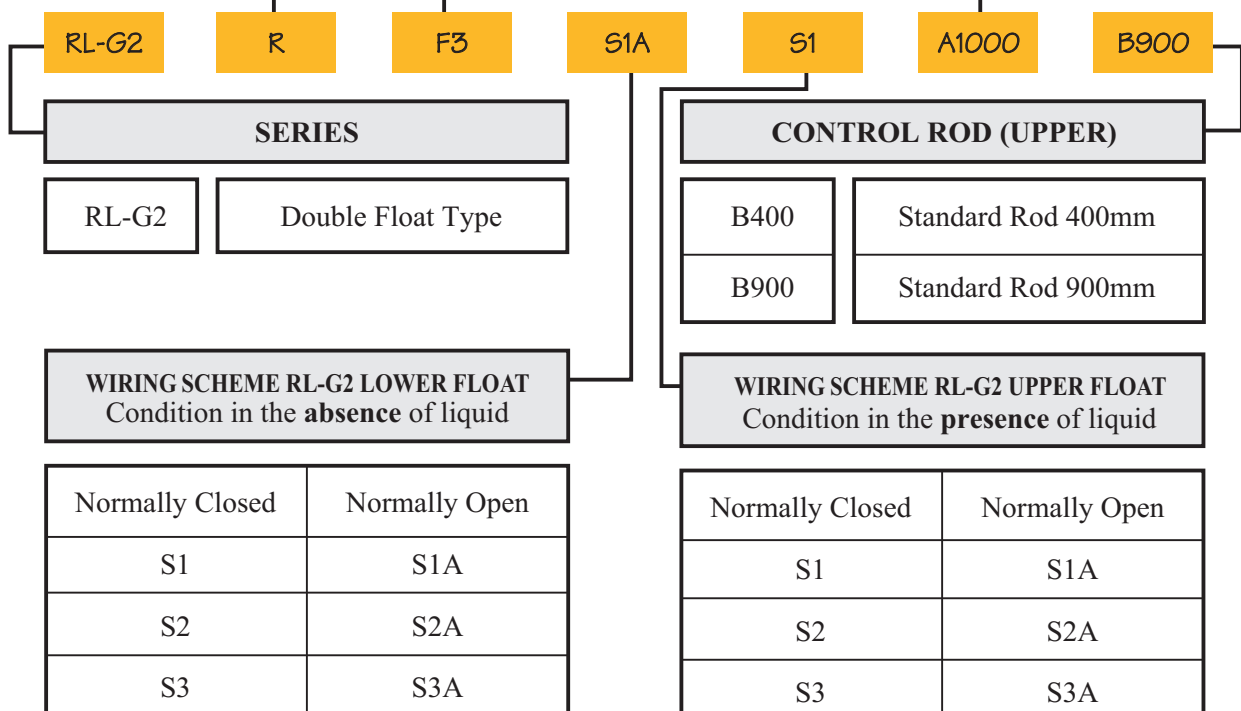 RL-G2 R F3 S1A S1 A1000 B900
SERIES
RL-G2 Double Float Type
CONTROL ROD (UPPER)
B400 Standard Rod 400mm
B900 Standard Rod 900mm
WIRING SCHEME RL-G2 LOWER FLOAT
Condition in the absence of liquid
Normally Closed Normally Open
S1 S1A
S2 S2A
S3 S3A
WIRING SCHEME RL-G2 UPPER FLOAT
Condition in the presence of liquid
Normally Closed Normally Open
S1 S1A
S2 S2A
S3 S3A